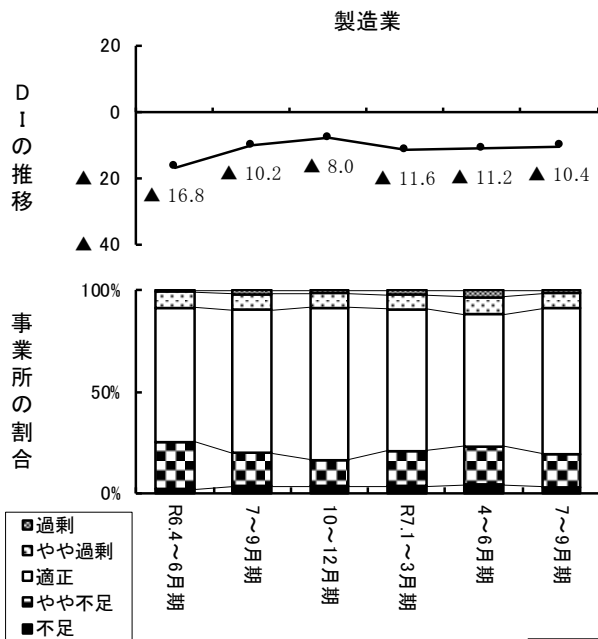 製造業
DIの推移
20
0
▲ 20
▲ 40
▲ 16.8
▲ 10.2
▲ 8.0
▲ 11.6
▲ 11.2
▲ 10.4
事業所の割合
100%
50%
0%
R6.4～6月期
7～9月期
10～12月期
R7.1～3月期
4～6月期
7～9月期
過剰
やや過剰
適正
やや不足
不足